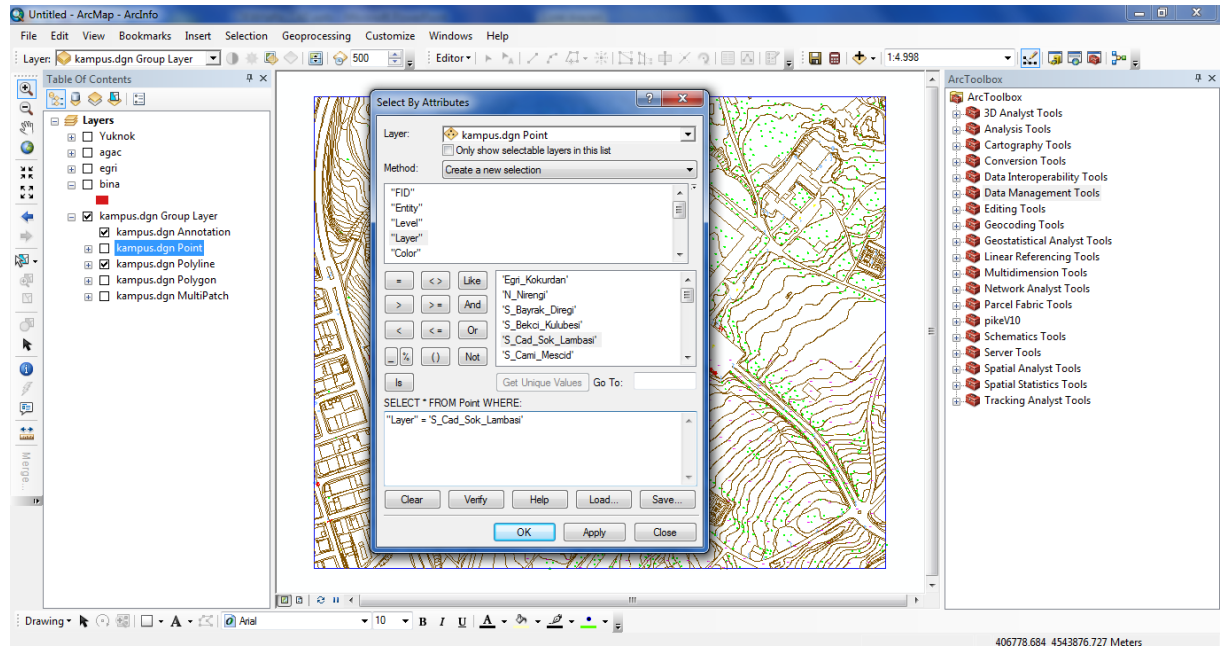 Untitled - ArcMap - ArcInfo
File Edit View Bookmarks Insert Selection Geoprocessing Customize Windows Help
Layer: kampus.dgn Group Layer 500 Editor 1:4.998
Table Of Contents
Layers
Yuknok
agac
egri
bina
kampus.dgn Group Layer
kampus.dgn Annotation
kampus.dgn Point
kampus.dgn Polyline
kampus.dgn Polygon
kampus.dgn MultiPatch
Merge...
Select By Attributes
Layer: kampus.dgn Point
Only show selectable layers in this list
Method: Create a new selection
"FID"
"Entity"
"Level"
"Layer"
"Color"
= < > Like
> > = And
< < = Or
_ % () Not
Is
'Egri_Kokurdan'
'N_Nirengi'
'S_Bayrak_Diregi'
'S_Bekci_Kulubesi'
'S_Cad_Sok_Lambasi'
'S_Cami_Mescid'
Get Unique Values Go To:
SELECT * FROM Point WHERE:
"Layer" = 'S_Cad_Sok_Lambasi'
Clear Verify Help Load... Save...
OK Apply Close
ArcToolbox
ArcToolbox
3D Analyst Tools
Analysis Tools
Cartography Tools
Conversion Tools
Data Interoperability Tools
Data Management Tools
Editing Tools
Geocoding Tools
Geostatistical Analyst Tools
Linear Referencing Tools
Multidimension Tools
Network Analyst Tools
Parcel Fabric Tools
pikeV10
Schematics Tools
Server Tools
Spatial Analyst Tools
Spatial Statistics Tools
Tracking Analyst Tools
Drawing A Arial 10 B I U A
406778,684 4543876,727 Meters